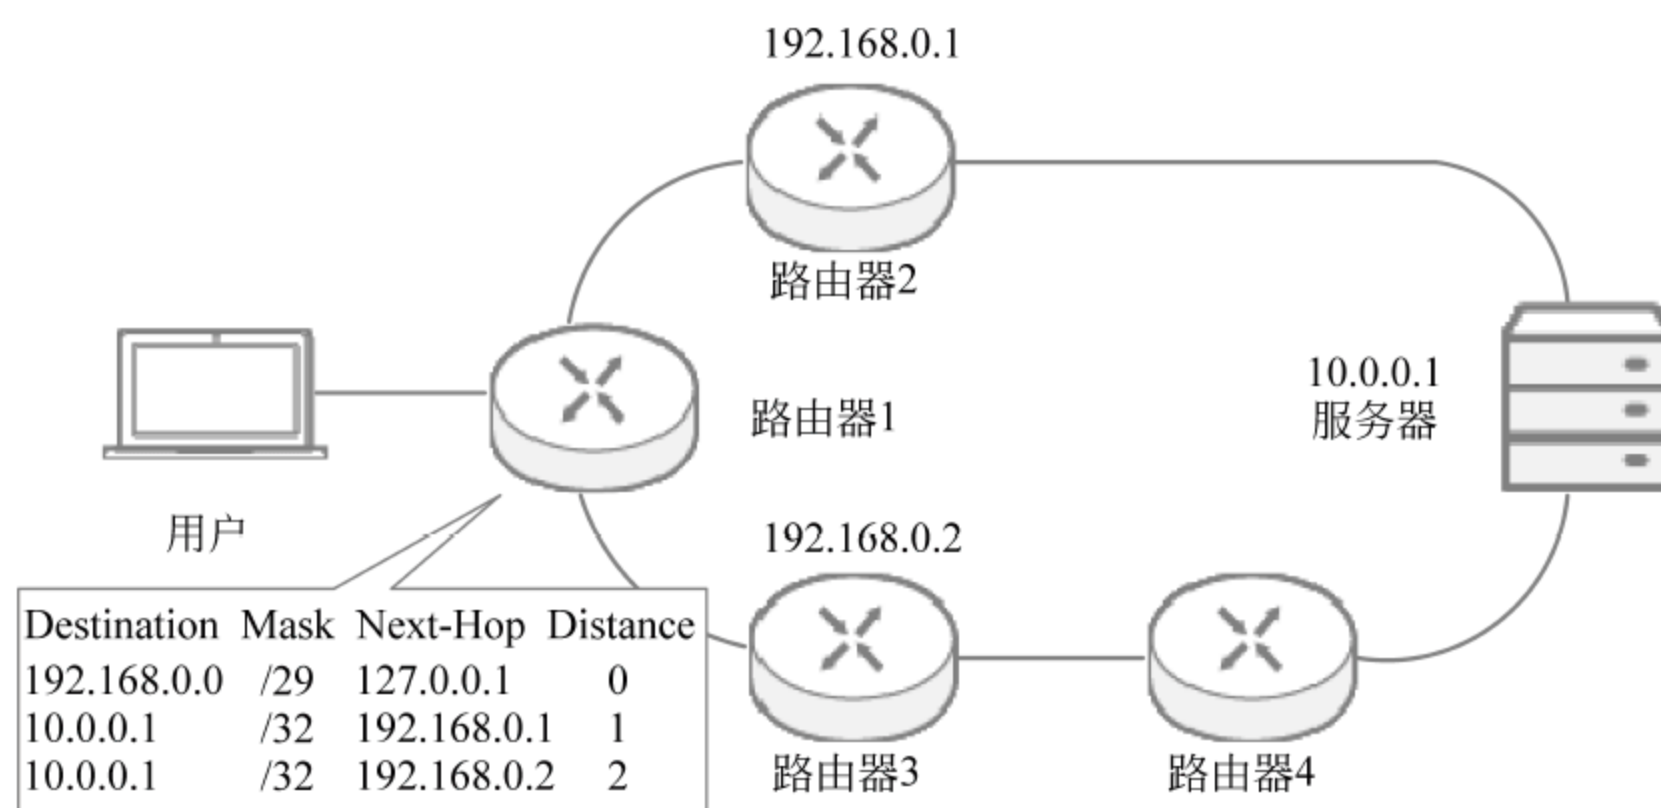 192.168.0.1
路由器2
路由器1
10.0.0.1
服务器
用户
192.168.0.2
路由器3
路由器4
Destination Mask Next-Hop Distance
192.168.0.0 /29 127.0.0.1 0
10.0.0.1 /32 192.168.0.1 1
10.0.0.1 /32 192.168.0.2 2